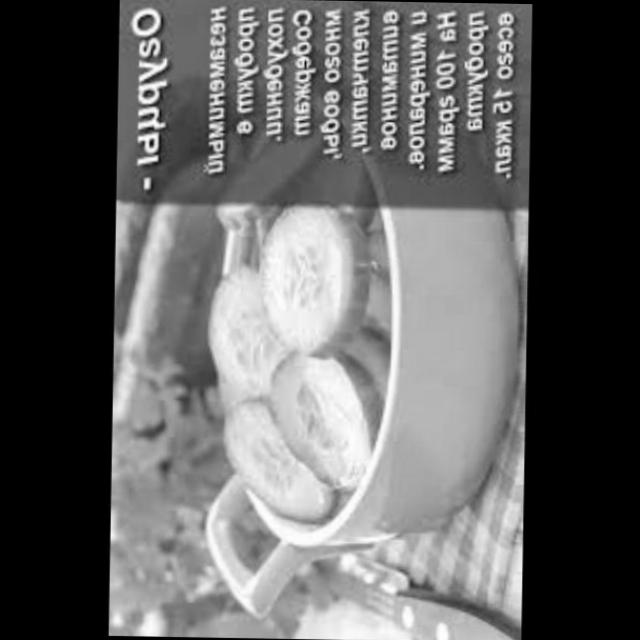 Огурцы -
незаменимый
продукт в
похудении.
Содержат
много воды,
клетчатки,
витаминов
и минералов.
На 100 грамм
продукта
всего 15 ккал.